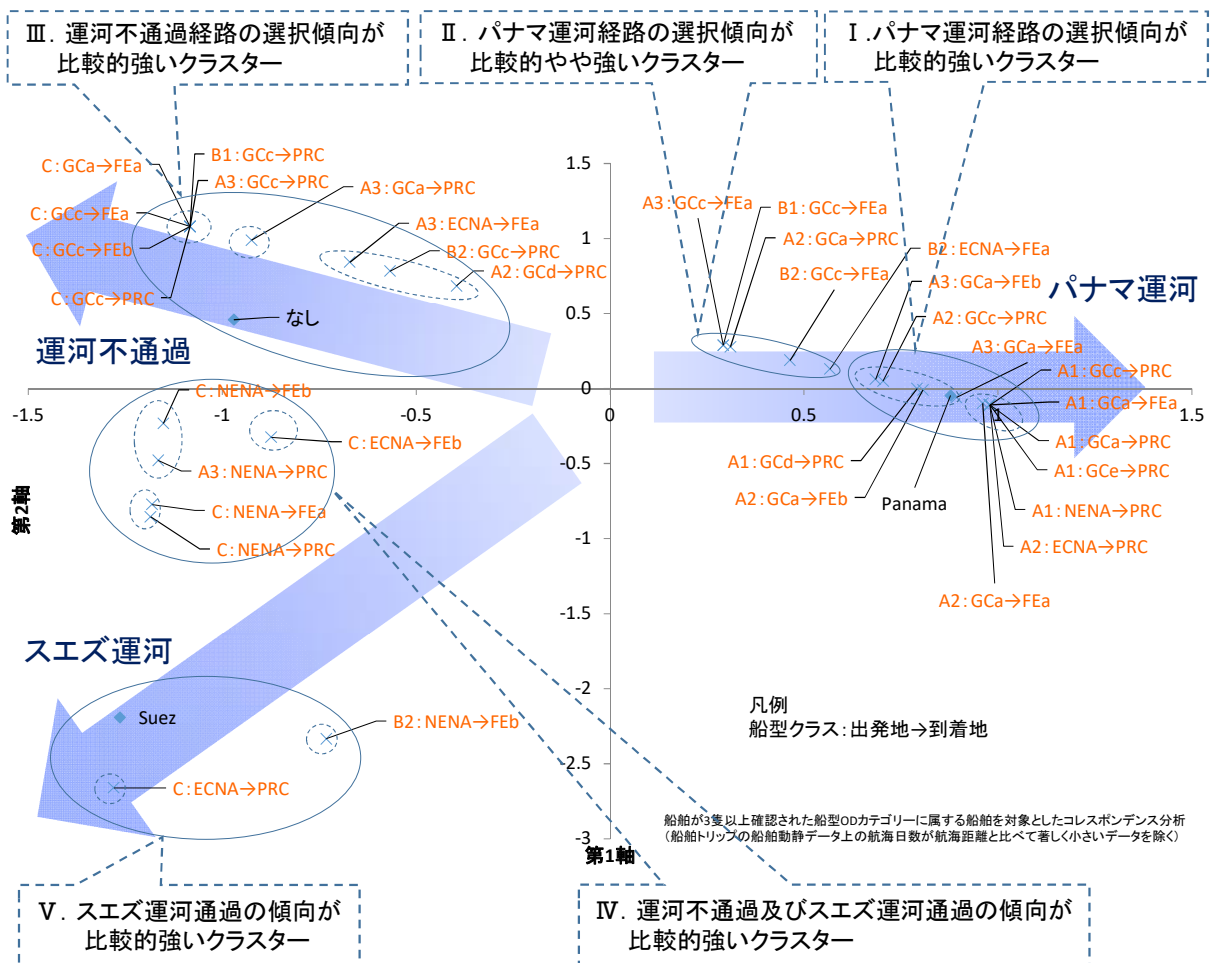 Ⅲ. 運河不通過経路の選択傾向が
比較的強いクラスター
Ⅱ. パナマ運河経路の選択傾向が
比較的やや強いクラスター
Ⅰ.パナマ運河経路の選択傾向が
比較的強いクラスター
C:GCa→FEa
B1:GCc→PRC
A3:GCc→PRC
A3:GCa→PRC
C:GCc→FEa
A3:ECNA→FEa
C:GCc→FEb
B2:GCc→PRC
A2:GCd→PRC
C:GCc→PRC
なし
運河不通過
1.5
1
0.5
0
-0.5
-1
-1.5
-2
-2.5
-3
A3:GCc→FEa
B1:GCc→FEa
A2:GCa→PRC
B2:GCc→FEa
B2:ECNA→FEa
A3:GCa→FEb
パナマ運河
A2:GCc→PRC
A3:GCa→FEa
A1:GCc→PRC
A1:GCa→FEa
A1:GCa→PRC
A1:GCe→PRC
A1:GCd→PRC
A2:GCa→FEb
Panama
A1:NENA→PRC
A2:ECNA→PRC
A2:GCa→FEa
-1.5
-1
-0.5
0
0.5
1
1.5
C:NENA→FEb
C:ECNA→FEb
A3:NENA→PRC
C:NENA→FEa
C:NENA→PRC
第2軸
スエズ運河
Suez
B2:NENA→FEb
C:ECNA→PRC
凡例
船型クラス:出発地→到着地
船舶が3隻以上確認された船型ODカテゴリーに属する船舶を対象としたコレスポンデンス分析
(船舶トリップの船舶動静データ上の航海日数が航海距離と比べて著しく小さいデータを除く)
第1軸
Ⅴ. スエズ運河通過の傾向が
比較的強いクラスター
Ⅳ. 運河不通過及びスエズ運河通過の傾向が
比較的強いクラスター